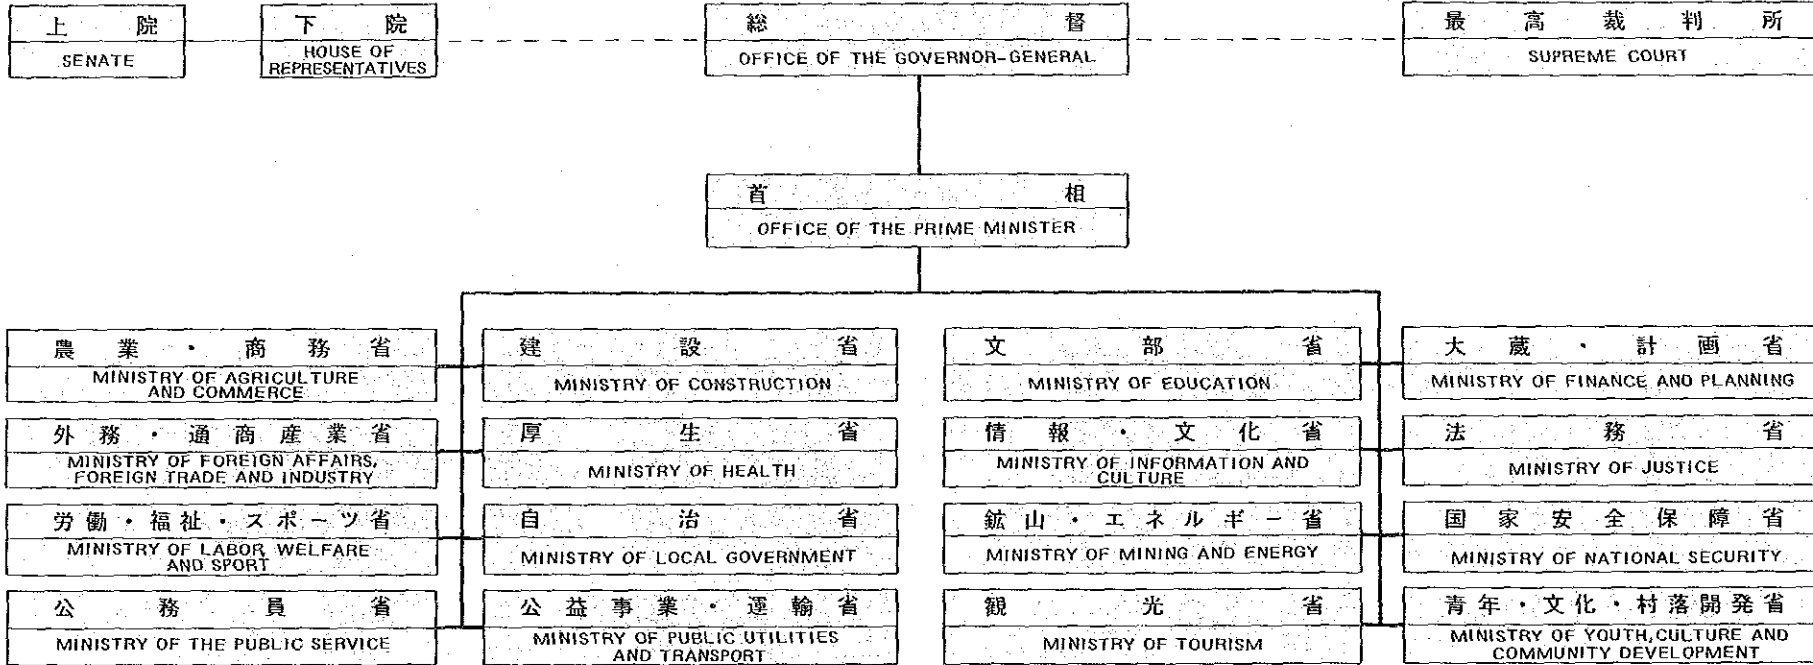 上院
SENATE
下院
HOUSE OF
REPRESENTATIVES
総督
OFFICE OF THE GOVERNOR-GENERAL
最高裁判所
SUPREME COURT
首相
OFFICE OF THE PRIME MINISTER
農業・商務省
MINISTRY OF AGRICULTURE
AND COMMERCE
建設省
MINISTRY OF CONSTRUCTION
文部省
MINISTRY OF EDUCATION
大蔵・計画省
MINISTRY OF FINANCE AND PLANNING
外務・通商産業省
MINISTRY OF FOREIGN AFFAIRS,
FOREIGN TRADE AND INDUSTRY
厚生省
MINISTRY OF HEALTH
情報・文化省
MINISTRY OF INFORMATION AND
CULTURE
法務省
MINISTRY OF JUSTICE
労働・福祉・スポーツ省
MINISTRY OF LABOR WELFARE
AND SPORT
自治省
MINISTRY OF LOCAL GOVERNMENT
鉱山・エネルギー省
MINISTRY OF MINING AND ENERGY
国家安全保障省
MINISTRY OF NATIONAL SECURITY
公務員省
MINISTRY OF THE PUBLIC SERVICE
公益事業・運輸省
MINISTRY OF PUBLIC UTILITIES
AND TRANSPORT
観光省
MINISTRY OF TOURISM
青年・文化・村落開発省
MINISTRY OF YOUTH, CULTURE AND
COMMUNITY DEVELOPMENT